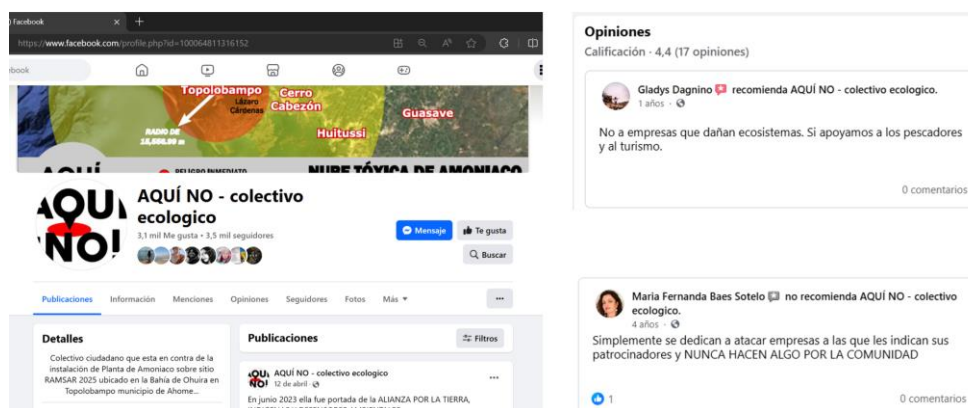 Facebook
https://www.facebook.com/profile.php?id=100064811316152
ebook
Topolobampo
Lázaro
Cárdenas
Cerro
Cabezón
Guasave
RADIO DE
Huitussi
AQUÍ
PELIGRO INMEDIATO
NUBE TÓXICA DE AMONIACO
¡AQUÍ
NO!
AQUÍ NO - colectivo
ecologico
3,1 mil Me gusta • 3,5 mil seguidores
Mensaje
Te gusta
Buscar
Publicaciones Información Menciones Opiniones Seguidores Fotos Más
Detalles
Colectivo ciudadano que esta en contra de la
instalación de Planta de Amoniaco sobre sitio
RAMSAR 2025 ubicado en la Bahía de Ohuira en
Topolobampo municipio de Ahome...
Publicaciones
Filtros
AQUÍ NO - colectivo ecologico
12 de abril
En junio 2023 ella fue portada de la ALIANZA POR LA TIERRA,
Opiniones
Calificación · 4,4 (17 opiniones)
Gladys Dagnino recomienda AQUÍ NO - colectivo ecologico.
1 años
No a empresas que dañan ecosistemas. Si apoyamos a los pescadores
y al turismo.
0 comentarios
Maria Fernanda Baes Sotelo no recomienda AQUÍ NO - colectivo
ecologico.
4 años
Simplemente se dedican a atacar empresas a las que les indican sus
patrocinadores y NUNCA HACEN ALGO POR LA COMUNIDAD
1
0 comentarios